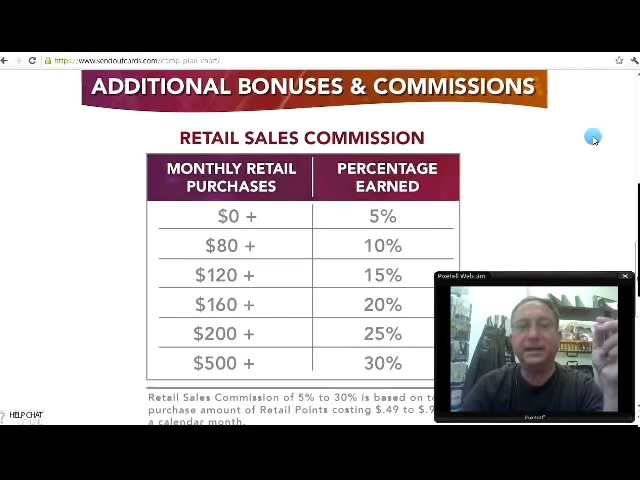 https://www.sendoutcards.com/comp-plan-chart/
ADDITIONAL BONUSES & COMMISSIONS
RETAIL SALES COMMISSION
MONTHLY RETAIL PURCHASES PERCENTAGE EARNED
$0 + 5%
$80 + 10%
$120 + 15%
$160 + 20%
$200 + 25%
$500 + 30%
Retail Sales Commission of 5% to 30% is based on
purchase amount of Retail Points costing $.49 to
a calendar month.
HELP CHAT